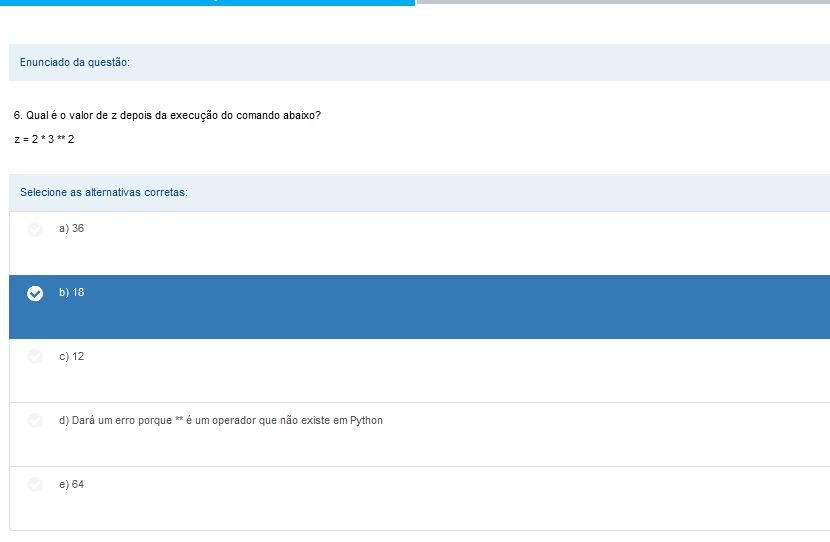 Enunciado da questão:
6. Qual é o valor de z depois da execução do comando abaixo?
z = 2 * 3 ** 2
Selecione as alternativas corretas:
a) 36
b) 18
c) 12
d) Dará um erro porque ** é um operador que não existe em Python
e) 64